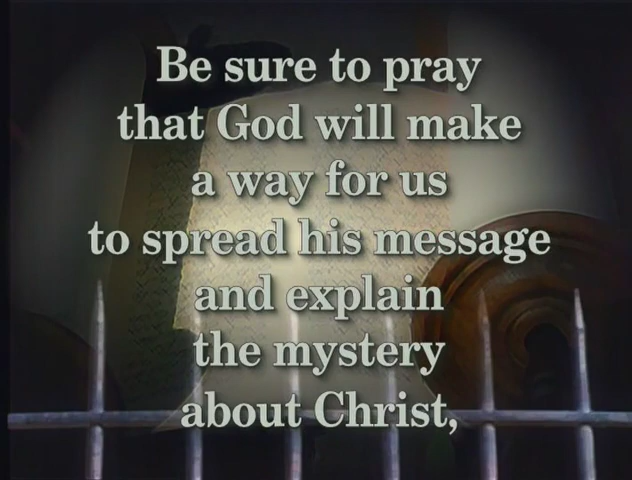 Be sure to pray
that God will make
a way for us
to spread his message
and explain
the mystery
about Christ,